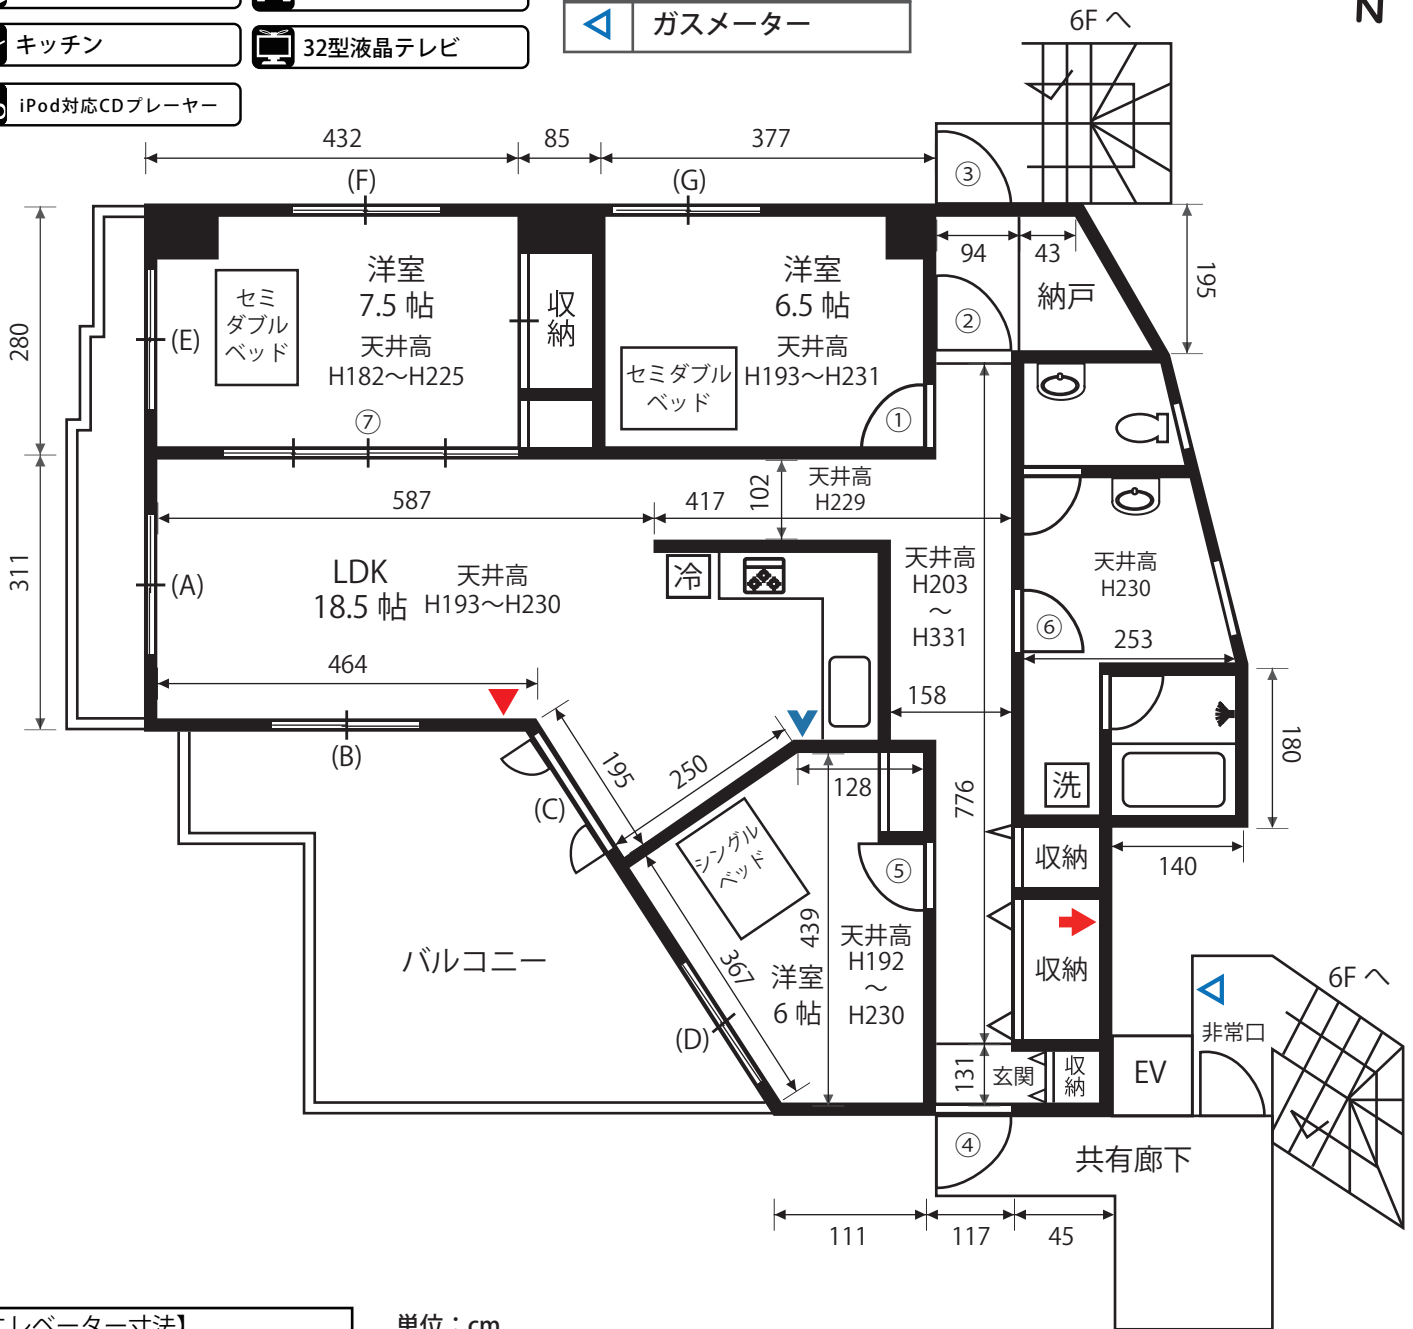 キッチン
32型液晶テレビ
iPod対応CDプレーヤー
ガスメーター
6F へ
432
85
377
(F)
(G)
③
94
43
195
納戸
洋室
7.5 帖
天井高
H182～H225
セミ
ダブル
ベッド
収
納
洋室
6.5 帖
天井高
H193～H231
セミダブル
ベッド
②
①
280
(E)
⑦
587
417
102
天井高
H229
311
(A)
LDK
18.5 帖
天井高
H193～H230
冷
天井高
H203
～
H331
天井高
H230
⑥
253
464
158
(B)
195
250
128
776
洗
180
(C)
シングル
ベッド
⑤
収納
140
439
天井高
H192
～
H230
収納
バルコニー
367
洋室
6 帖
(D)
6F へ
非常口
131
玄関
収
納
EV
④
共有廊下
111
117
45
エレベーター寸法】
単位：cm